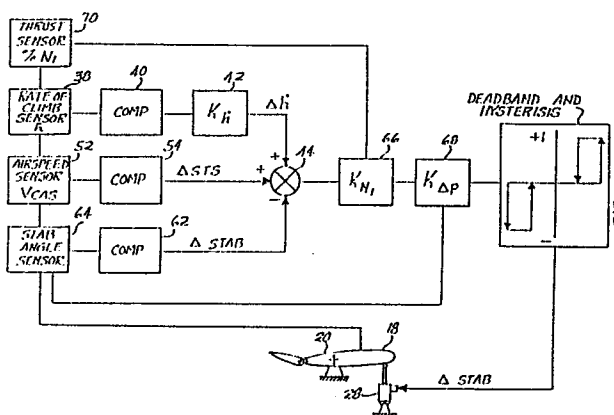 70
THRUST
SENSOR
% N1
38
RATE OF
CLIMB
SENSOR
ḣ
40
COMP
42
Kḣ
Δḣ
52
AIRSPEED
SENSOR
VCAS
54
COMP
Δ STS
+
+
−
44
66
KN1
68
KΔP
DEADBAND AND
HYSTERISIS
+1
−
64
STAB
ANGLE
SENSOR
62
COMP
Δ STAB
20
18
28
Δ STAB